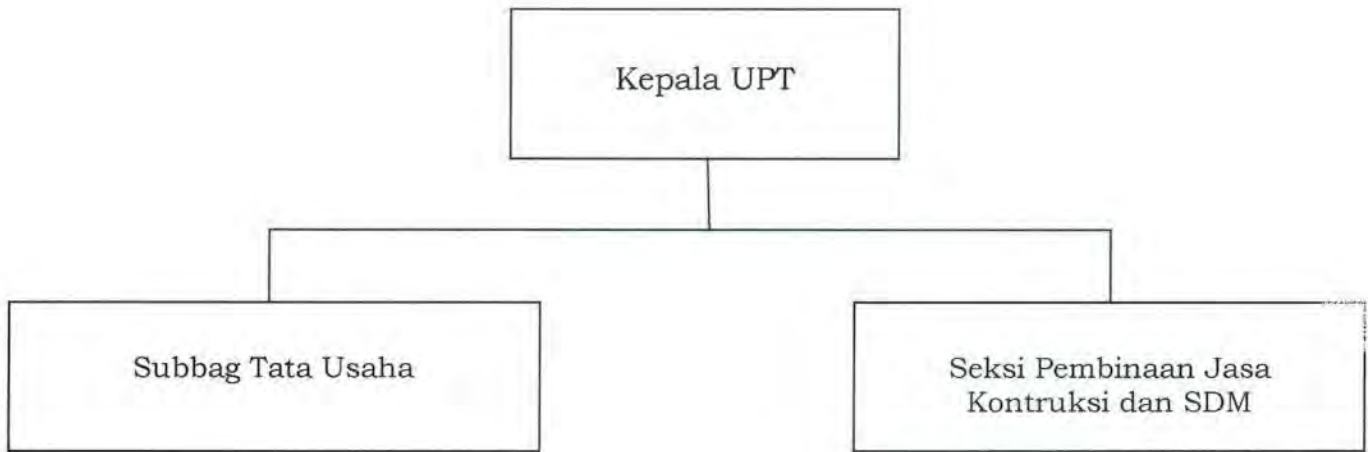 Kepala UPT
Subbag Tata Usaha
Seksi Pembinaan Jasa
Kontruksi dan SDM